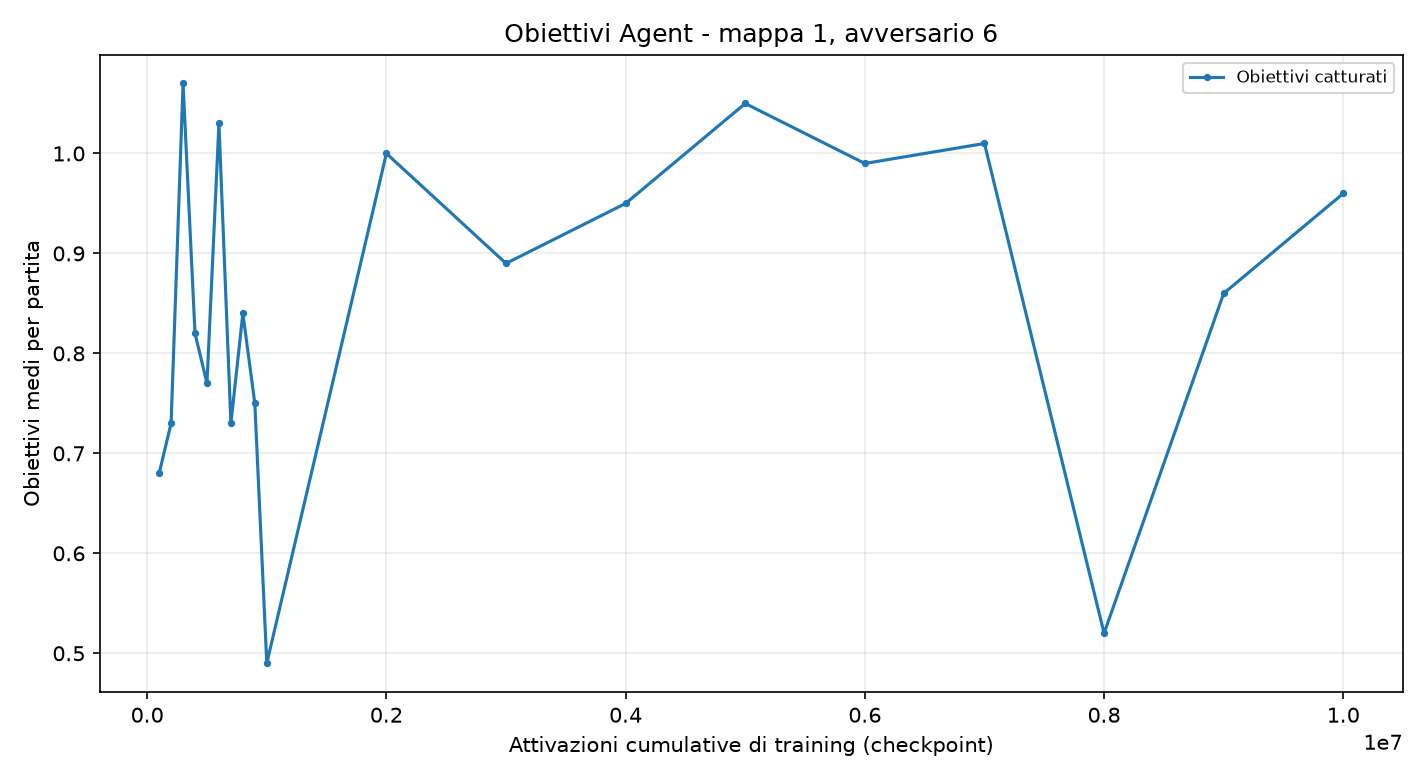 Obiettivi Agent - mappa 1, avversario 6
Obiettivi catturati
Obiettivi medi per partita
1.0
0.9
0.8
0.7
0.6
0.5
0.0 0.2 0.4 0.6 0.8 1.0
1e7
Attivazioni cumulative di training (checkpoint)